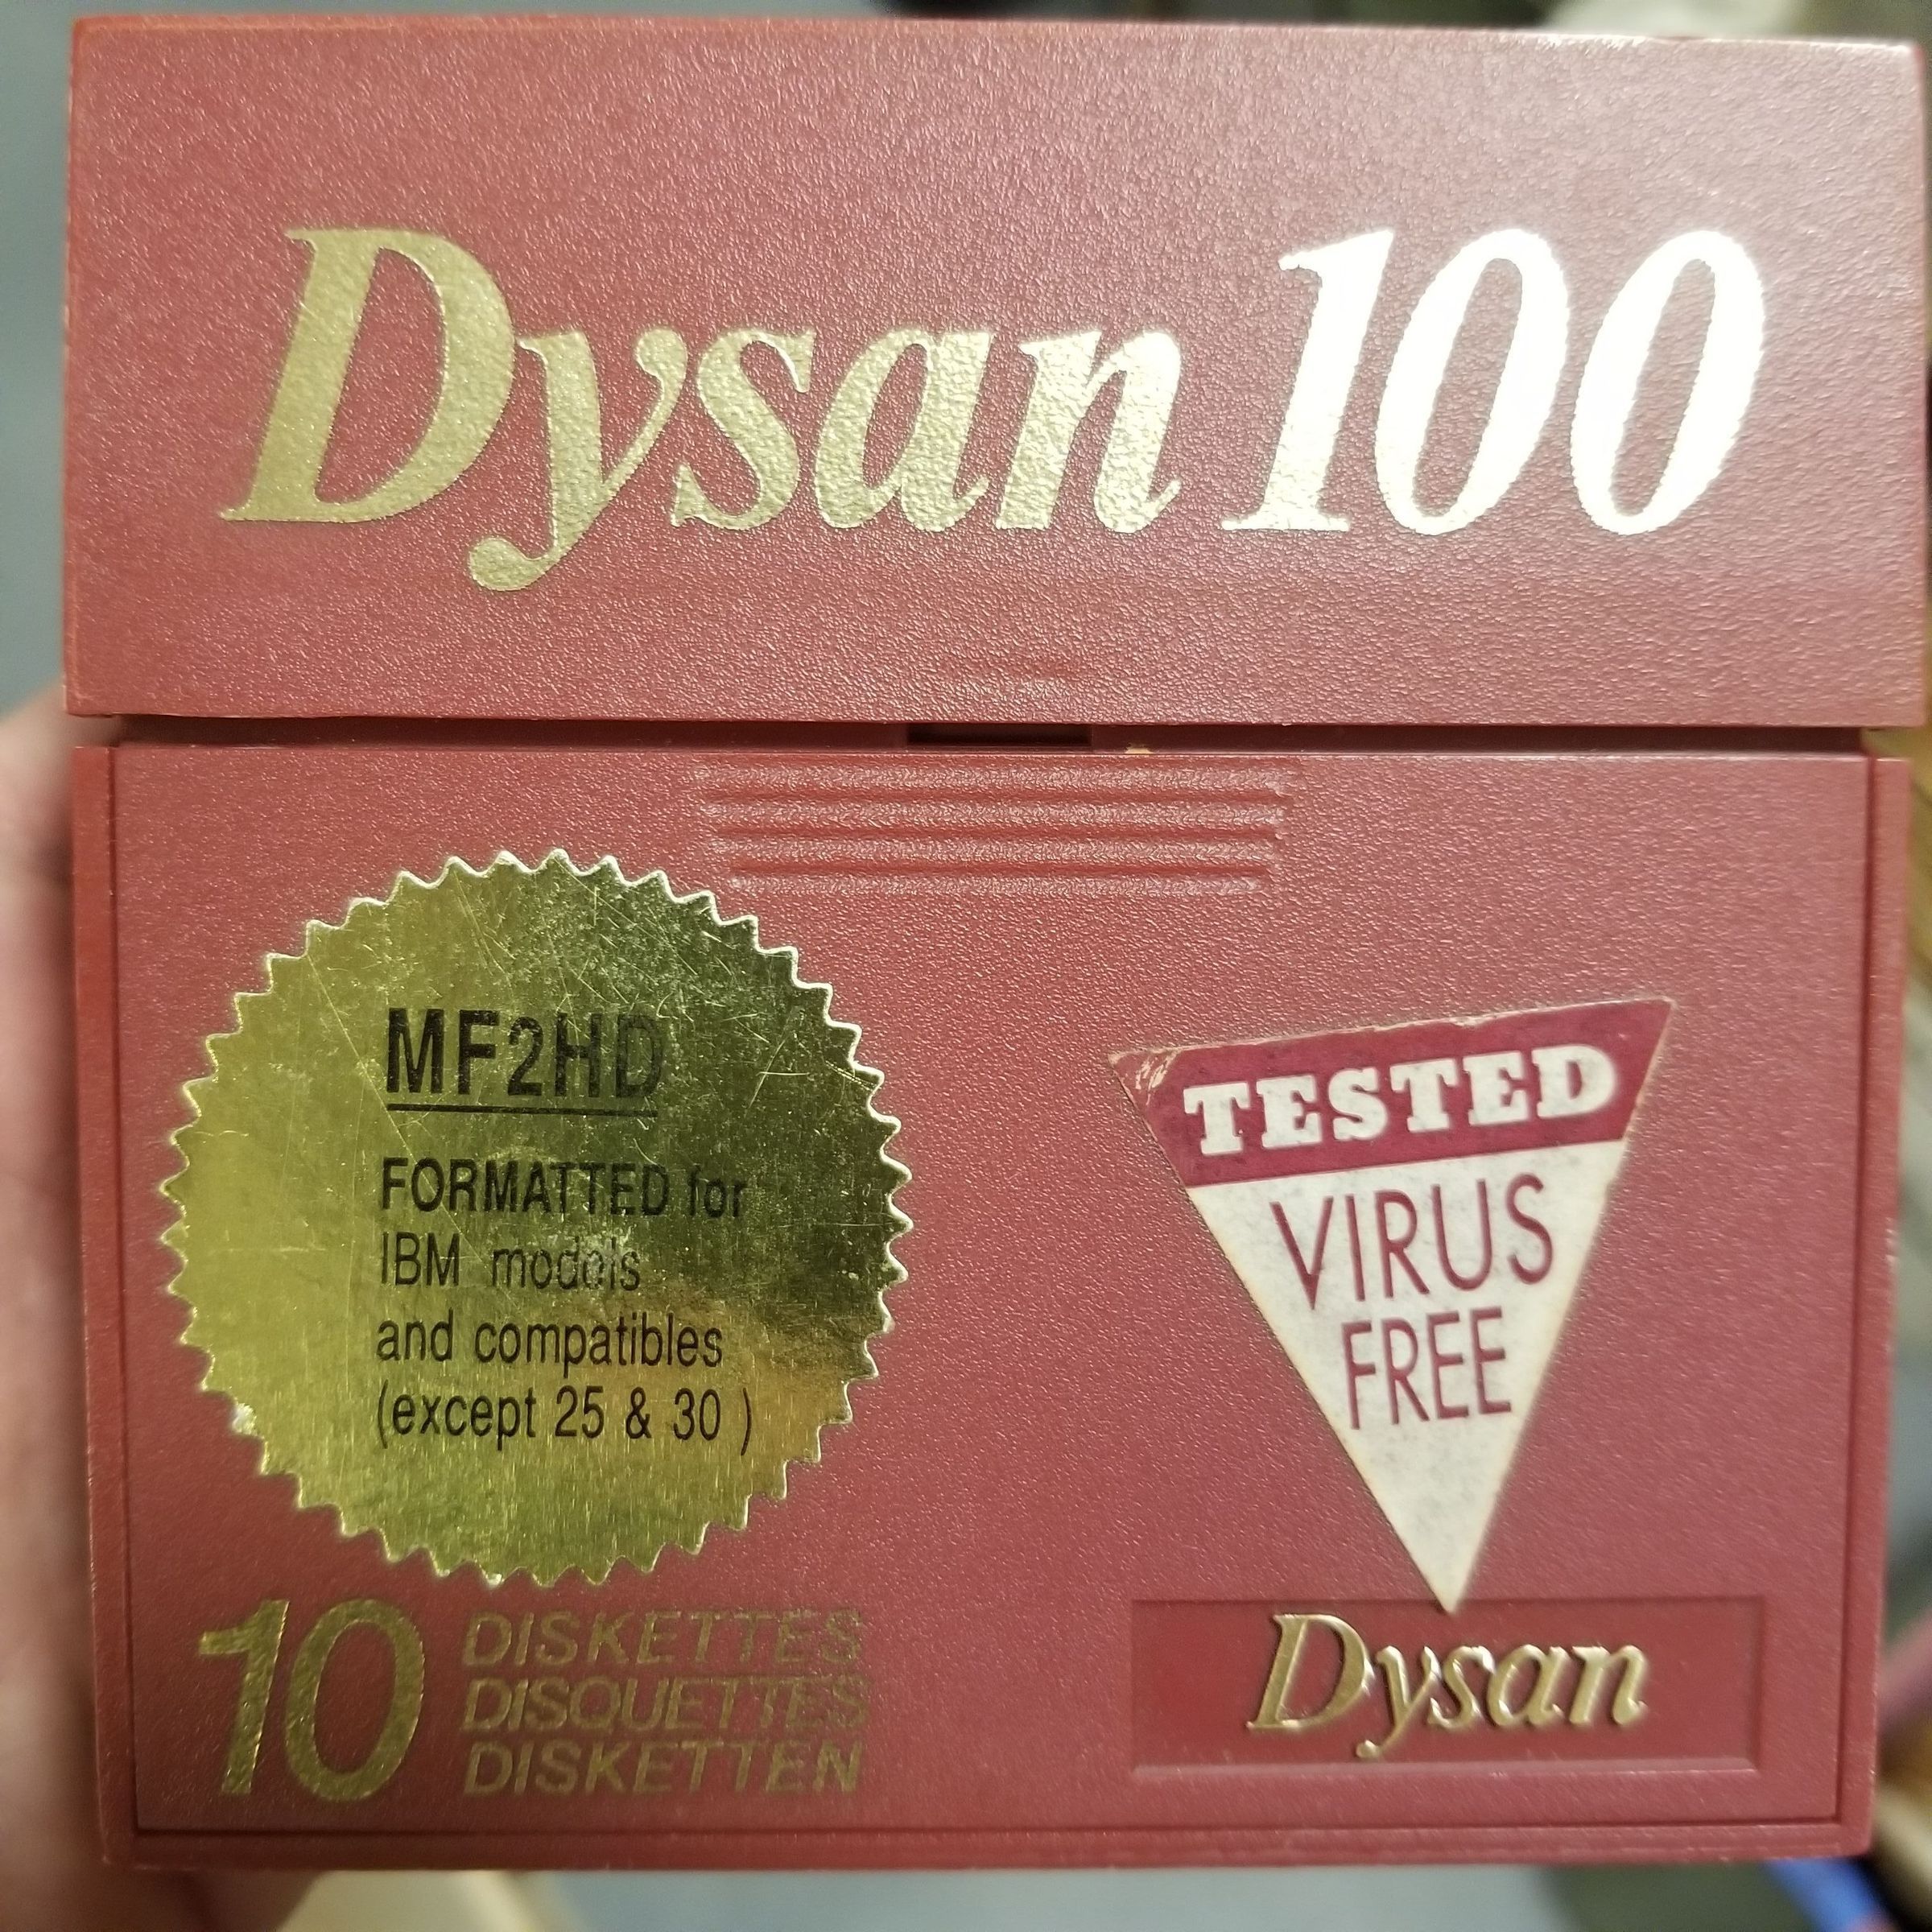 Dysan 100
MF2HD
FORMATTED for
IBM models
and compatibles
(except 25 & 30 )
TESTED
VIRUS
FREE
10 DISKETTES
DISQUETTES
DISKETTEN
Dysan